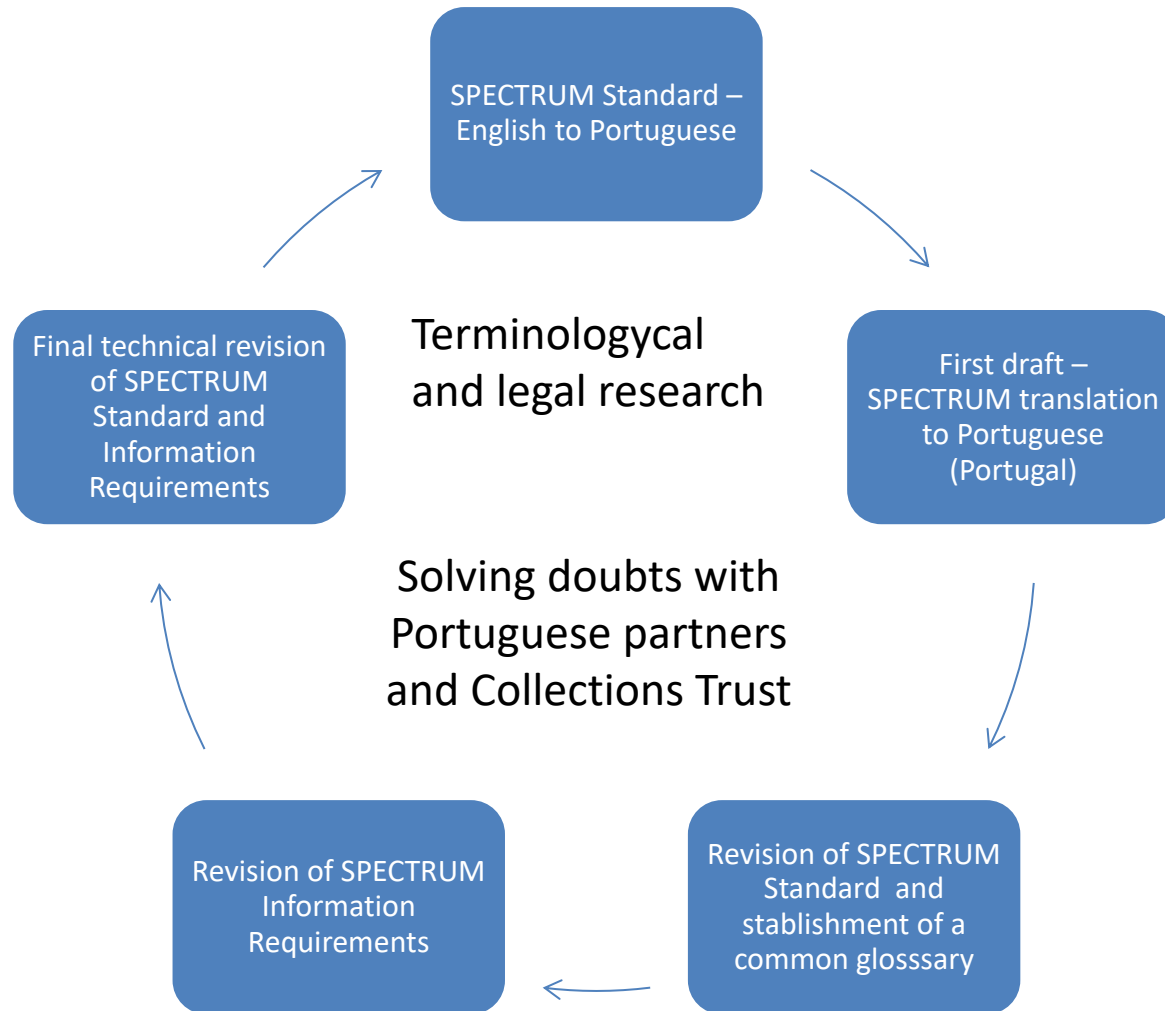 SPECTRUM Standard –
English to Portuguese
First draft –
SPECTRUM translation
to Portuguese
(Portugal)
Revision of SPECTRUM
Standard and
stablishment of a
common glosssary
Revision of SPECTRUM
Information
Requirements
Final technical revision
of SPECTRUM
Standard and
Information
Requirements
Terminologycal
and legal research
Solving doubts with
Portuguese partners
and Collections Trust